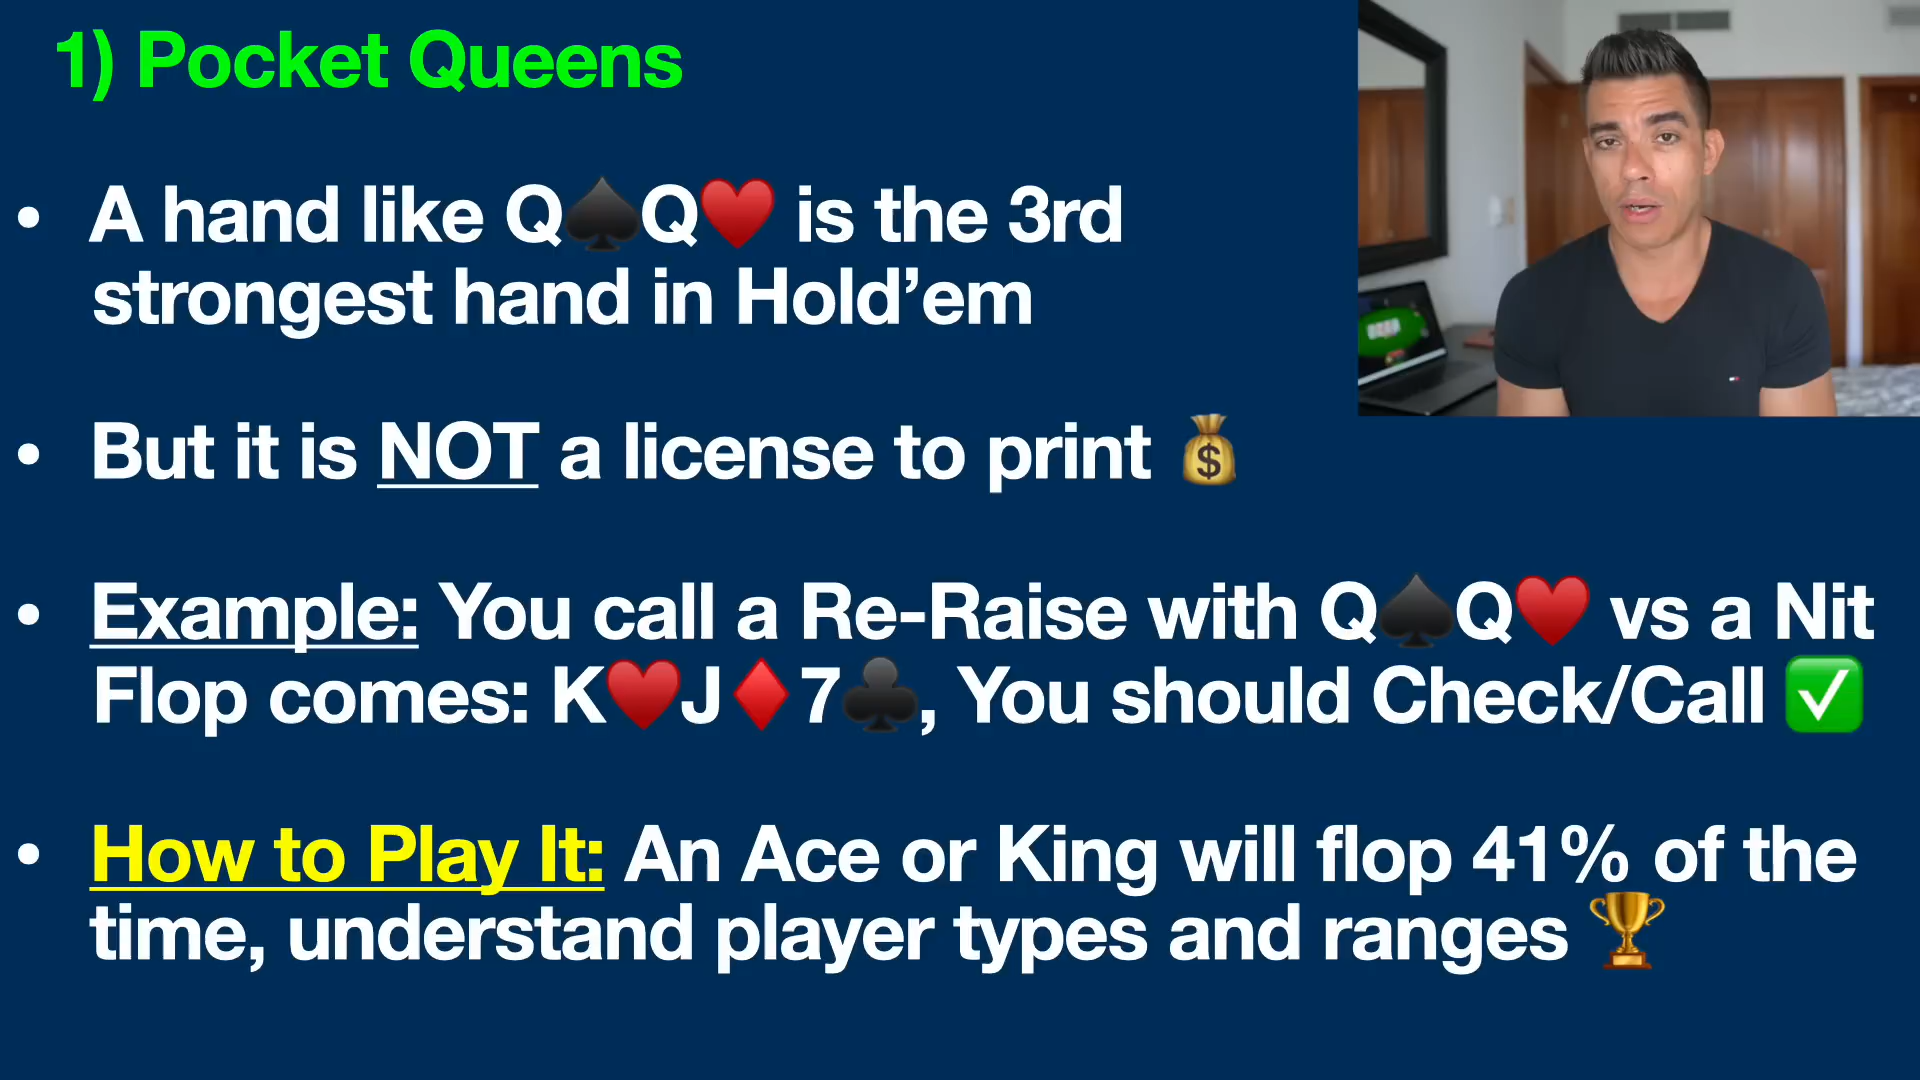 1) Pocket Queens
• A hand like Q♠️Q♥️ is the 3rd
strongest hand in Hold’em
• But it is NOT a license to print 💰
• Example: You call a Re-Raise with Q♠️Q♥️ vs a Nit
Flop comes: K♥️J♦️7♣️, You should Check/Call ✅
• How to Play It: An Ace or King will flop 41% of the
time, understand player types and ranges 🏆